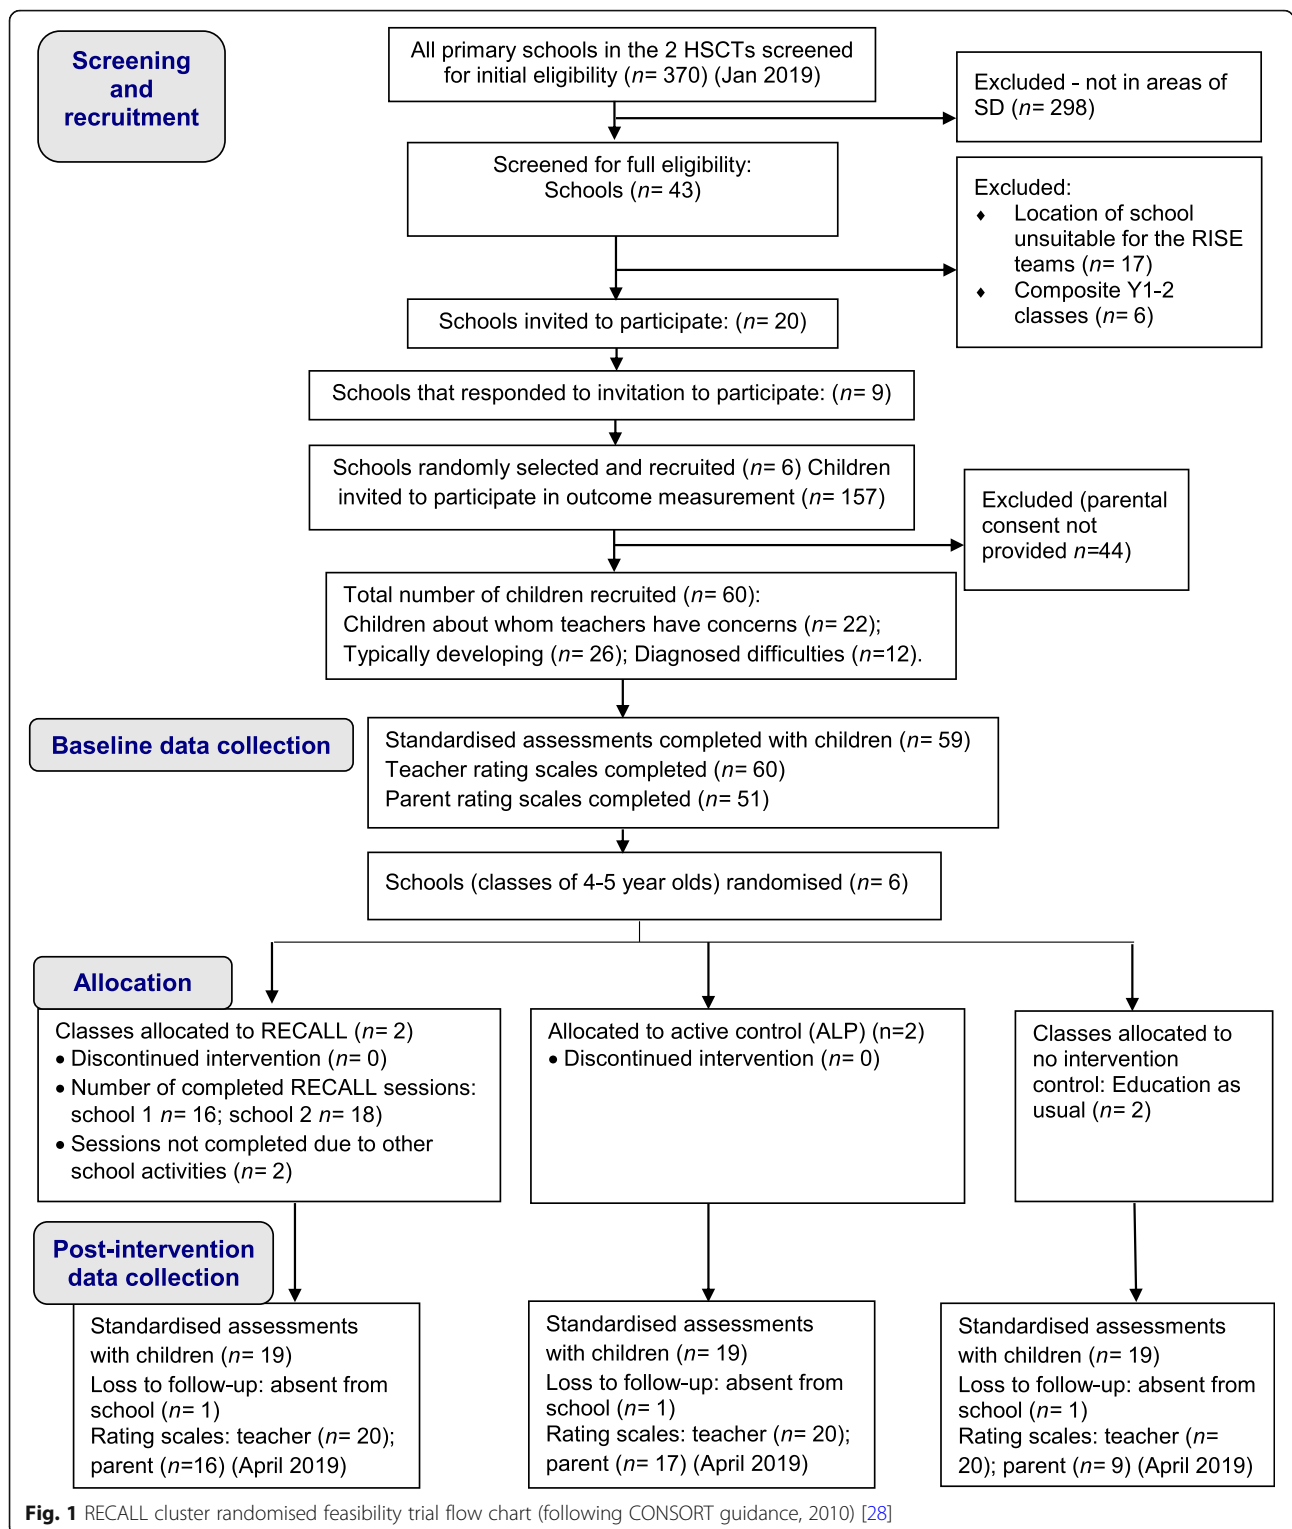 Screening
and
recruitment
All primary schools in the 2 HSCTs screened
for initial eligibility (n= 370) (Jan 2019)
Excluded - not in areas of
SD (n= 298)
Screened for full eligibility:
Schools (n= 43)
Excluded:
♦ Location of school
unsuitable for the RISE
teams (n= 17)
♦ Composite Y1-2
classes (n= 6)
Schools invited to participate: (n= 20)
Schools that responded to invitation to participate: (n= 9)
Schools randomly selected and recruited (n= 6) Children
invited to participate in outcome measurement (n= 157)
Excluded (parental
consent not
provided n=44)
Total number of children recruited (n= 60):
Children about whom teachers have concerns (n= 22);
Typically developing (n= 26); Diagnosed difficulties (n=12).
Baseline data collection
Standardised assessments completed with children (n= 59)
Teacher rating scales completed (n= 60)
Parent rating scales completed (n= 51)
Schools (classes of 4-5 year olds) randomised (n= 6)
Allocation
Classes allocated to RECALL (n= 2)
• Discontinued intervention (n= 0)
• Number of completed RECALL sessions:
school 1 n= 16; school 2 n= 18)
• Sessions not completed due to other
school activities (n= 2)
Allocated to active control (ALP) (n=2)
• Discontinued intervention (n= 0)
Classes allocated to
no intervention
control: Education as
usual (n= 2)
Post-intervention
data collection
Standardised assessments
with children (n= 19)
Loss to follow-up: absent from
school (n= 1)
Rating scales: teacher (n= 20);
parent (n=16) (April 2019)
Standardised assessments
with children (n= 19)
Loss to follow-up: absent from
school (n= 1)
Rating scales: teacher (n= 20);
parent (n= 17) (April 2019)
Standardised assessments
with children (n= 19)
Loss to follow-up: absent from
school (n= 1)
Rating scales: teacher (n=
20); parent (n= 9) (April 2019)
Fig. 1 RECALL cluster randomised feasibility trial flow chart (following CONSORT guidance, 2010) [28]